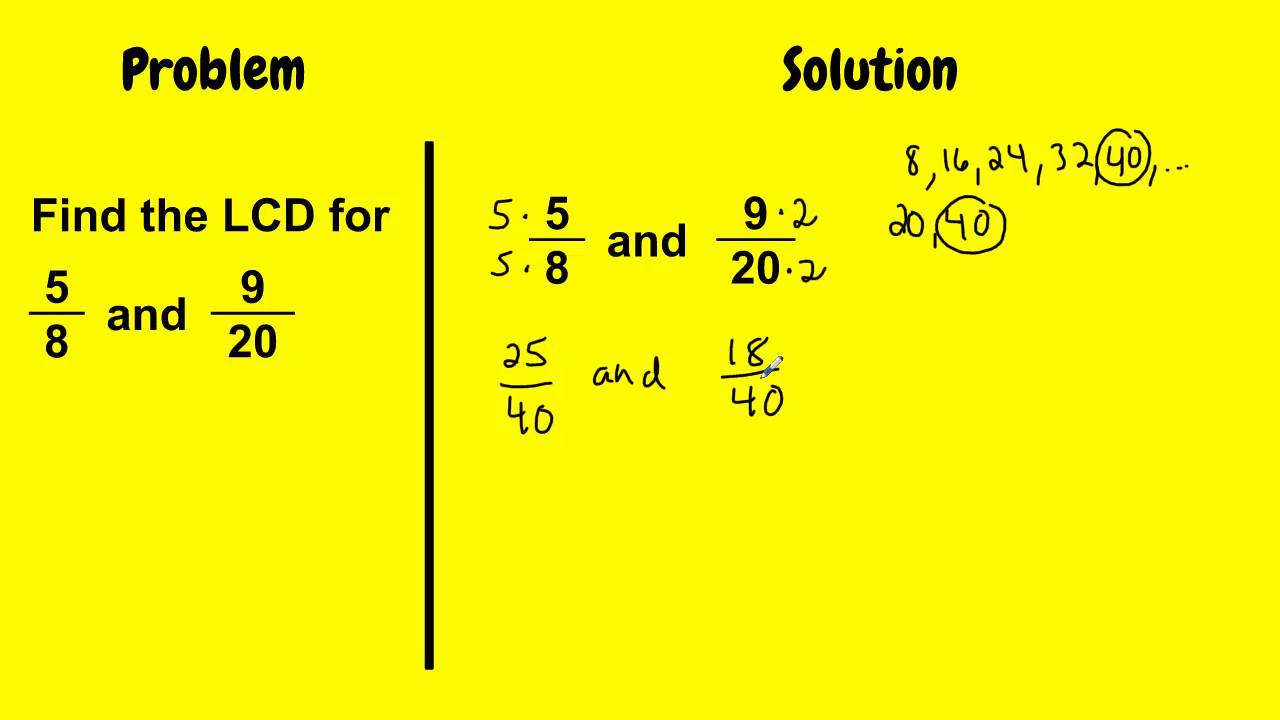 Problem
Find the LCD for
5/8 and 9/20
Solution
8, 16, 24, 32, 40, ...
20, 40
5 · 5 / 5 · 8 and 9 · 2 / 20 · 2
25/40 and 18/40